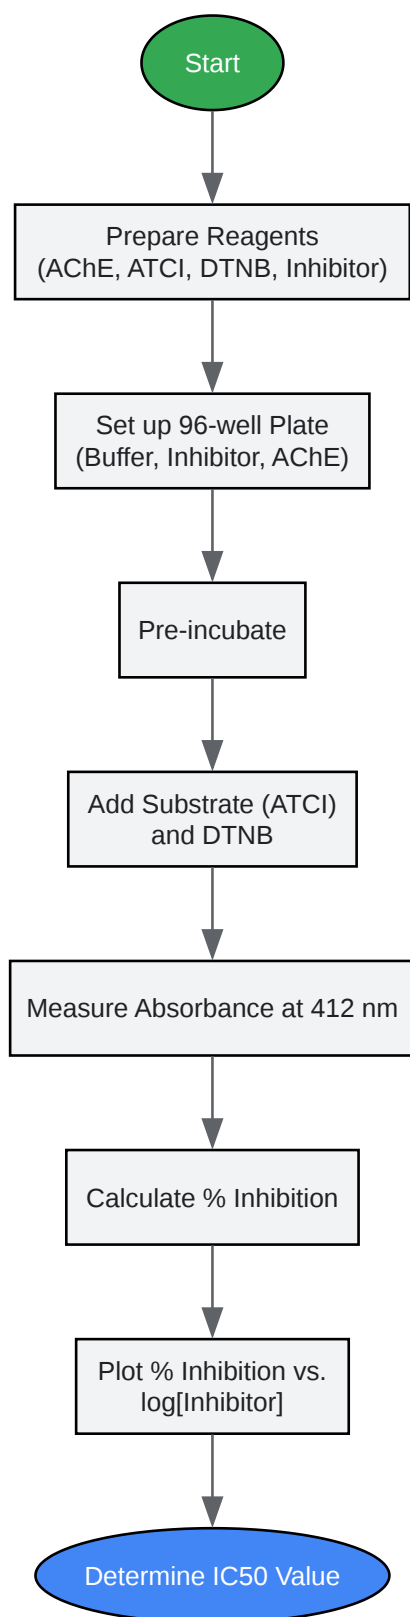 Start
Prepare Reagents
(AChE, ATCI, DTNB, Inhibitor)
Set up 96-well Plate
(Buffer, Inhibitor, AChE)
Pre-incubate
Add Substrate (ATCI)
and DTNB
Measure Absorbance at 412 nm
Calculate % Inhibition
Plot % Inhibition vs.
log[Inhibitor]
Determine IC50 Value